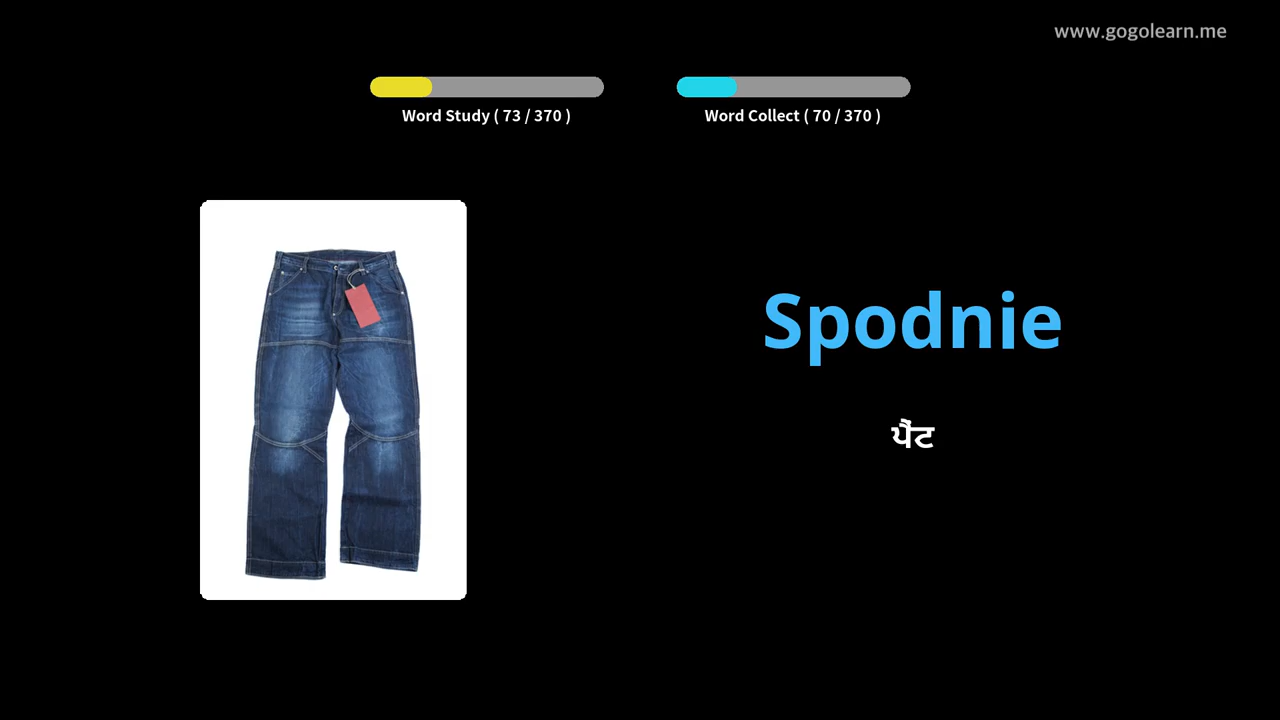 www.gogolearn.me
Word Study ( 73 / 370 )
Word Collect ( 70 / 370 )
Spodnie
ਪੈਂਟ